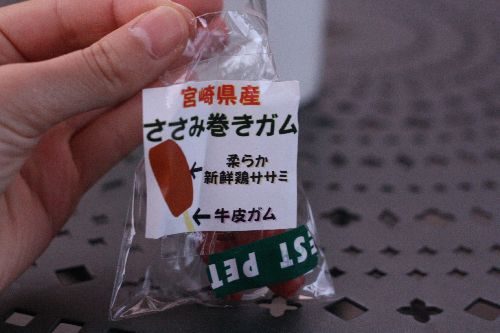 宮崎県産
ささみ巻きガム
柔らか
新鮮鶏ササミ
牛皮ガム
EST PET